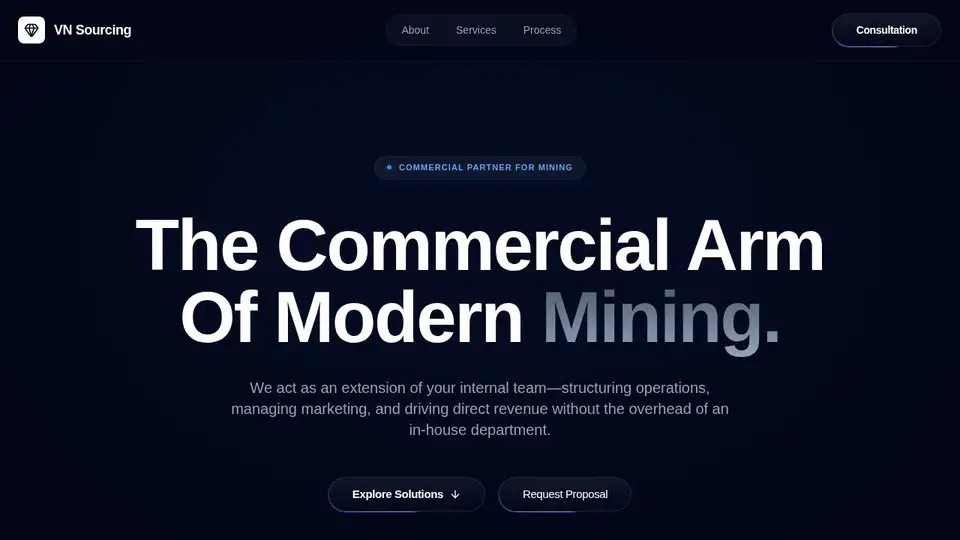 VN Sourcing
About
Services
Process
Consultation
COMMERCIAL PARTNER FOR MINING
The Commercial Arm
Of Modern Mining.
We act as an extension of your internal team—structuring operations,
managing marketing, and driving direct revenue without the overhead of an
in-house department.
Explore Solutions
Request Proposal